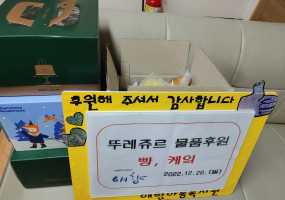 후원해 주셔서 감사합니다
뚜레쥬르 물품후원
빵, 케익
2022.12.26.(월)